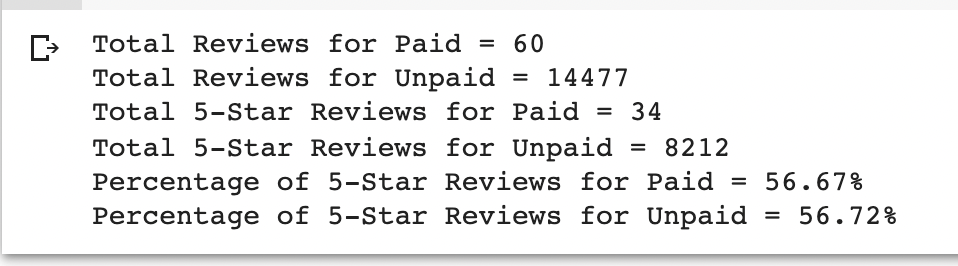 Total Reviews for Paid = 60
Total Reviews for Unpaid = 14477
Total 5-Star Reviews for Paid = 34
Total 5-Star Reviews for Unpaid = 8212
Percentage of 5-Star Reviews for Paid = 56.67%
Percentage of 5-Star Reviews for Unpaid = 56.72%